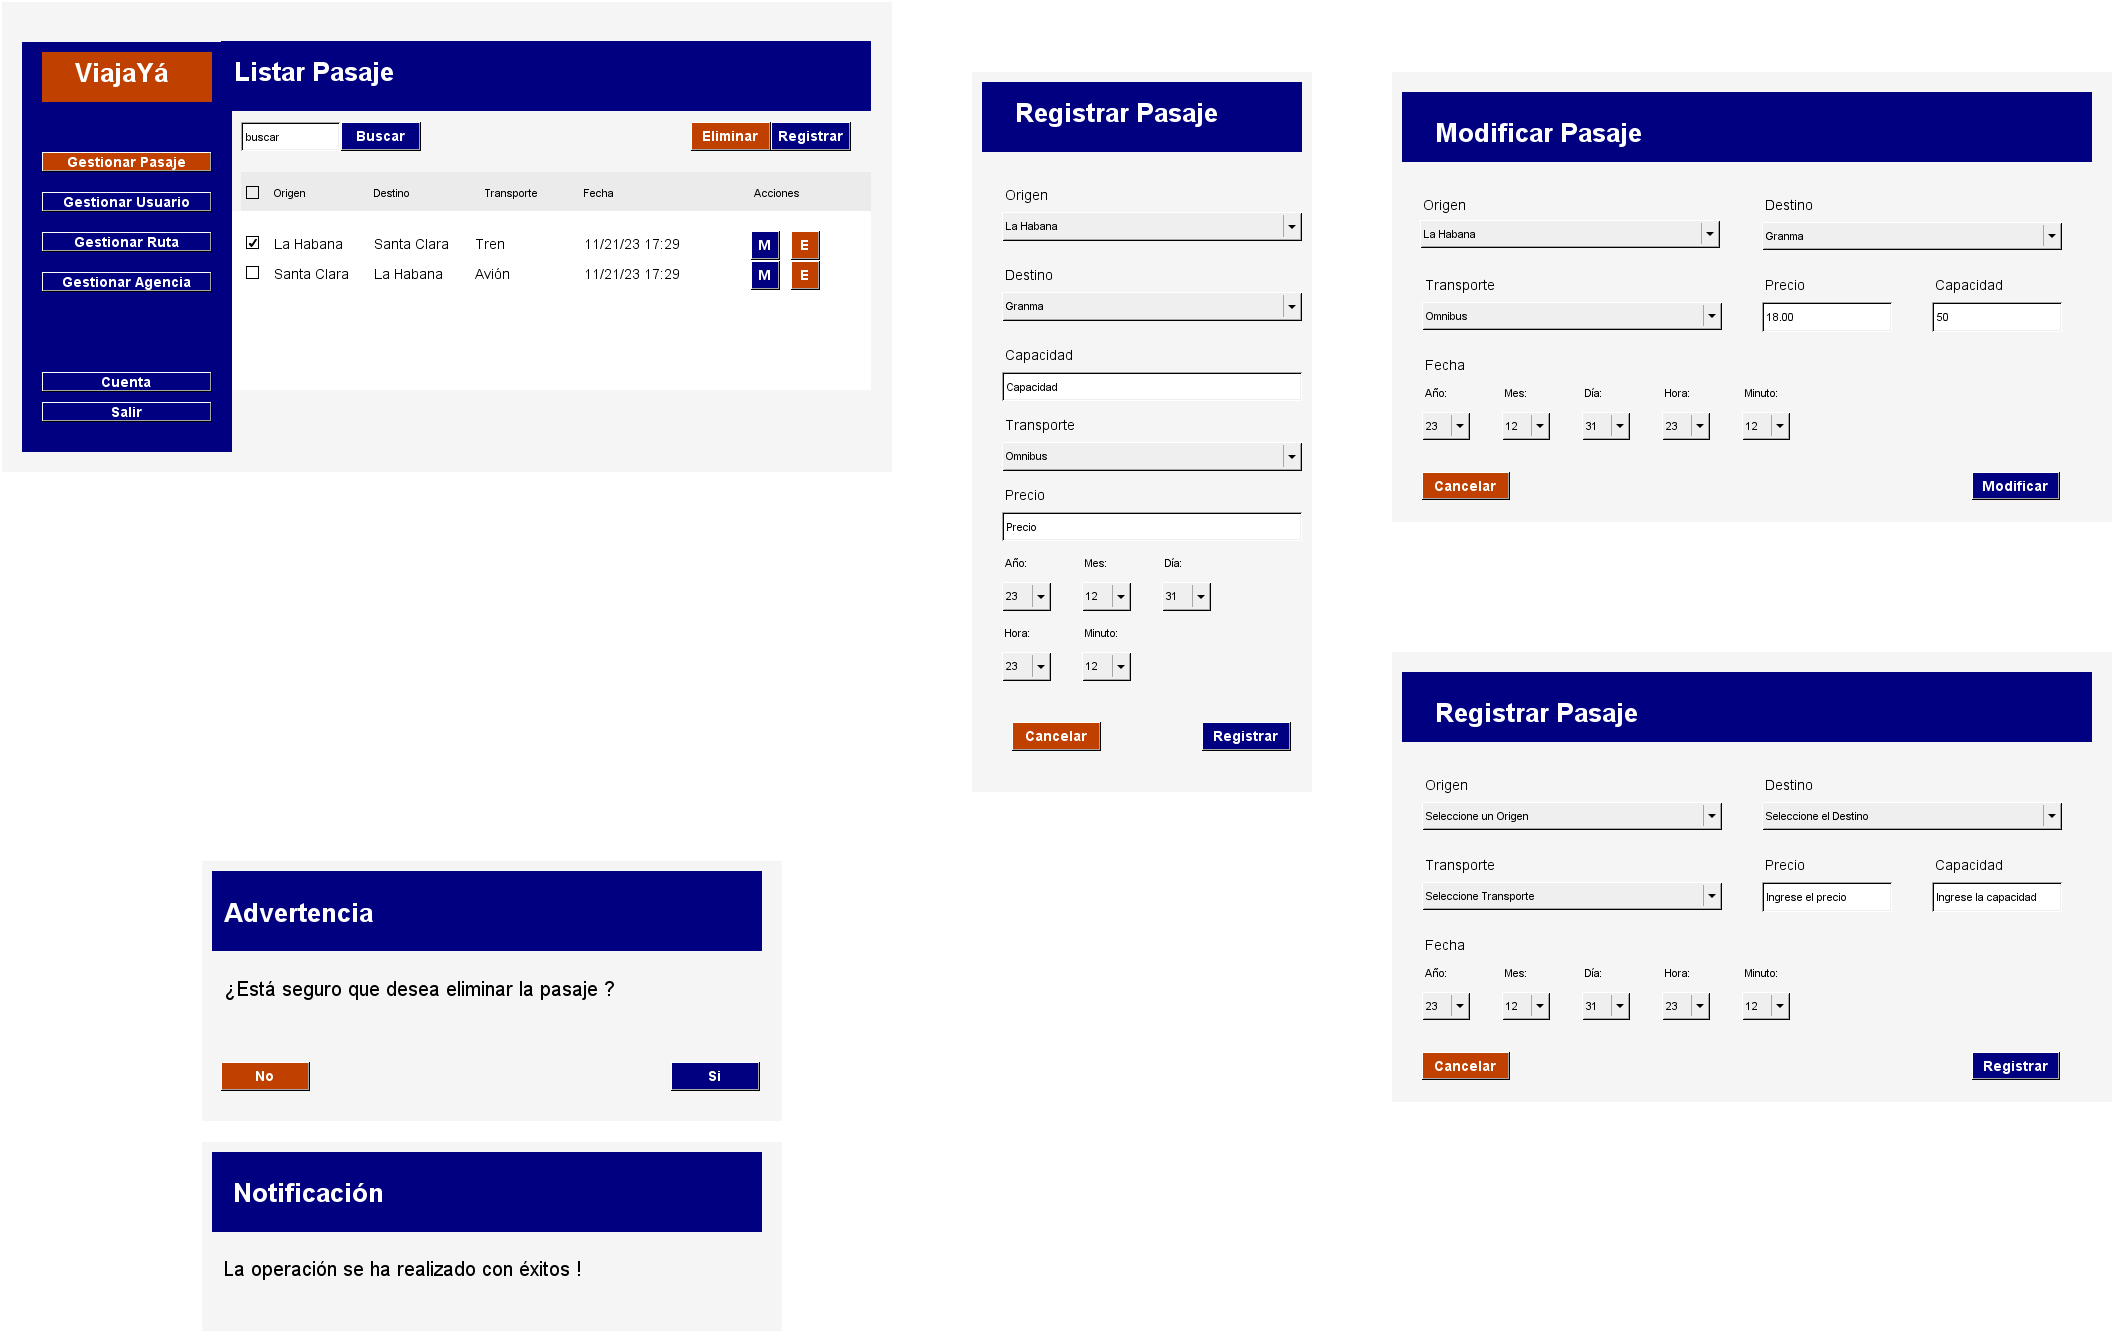 ViajaYá
Listar Pasaje
buscar
Buscar
Eliminar
Registrar
Gestionar Pasaje
Gestionar Usuario
Gestionar Ruta
Gestionar Agencia
Cuenta
Salir
Origen Destino Transporte Fecha Acciones
La Habana Santa Clara Tren 11/21/23 17:29 M E
Santa Clara La Habana Avión 11/21/23 17:29 M E
Registrar Pasaje
Origen
La Habana
Destino
Granma
Capacidad
Capacidad
Transporte
Omnibus
Precio
Precio
Año: Mes: Día:
23 12 31
Hora: Minuto:
23 12
Cancelar Registrar
Modificar Pasaje
Origen Destino
La Habana Granma
Transporte Precio Capacidad
Omnibus 18.00 50
Fecha
Año: Mes: Día: Hora: Minuto:
23 12 31 23 12
Cancelar Modificar
Registrar Pasaje
Origen Destino
Seleccione un Origen Seleccione el Destino
Transporte Precio Capacidad
Seleccione Transporte Ingrese el precio Ingrese la capacidad
Fecha
Año: Mes: Día: Hora: Minuto:
23 12 31 23 12
Cancelar Registrar
Advertencia
¿Está seguro que desea eliminar la pasaje ?
No Si
Notificación
La operación se ha realizado con éxitos !